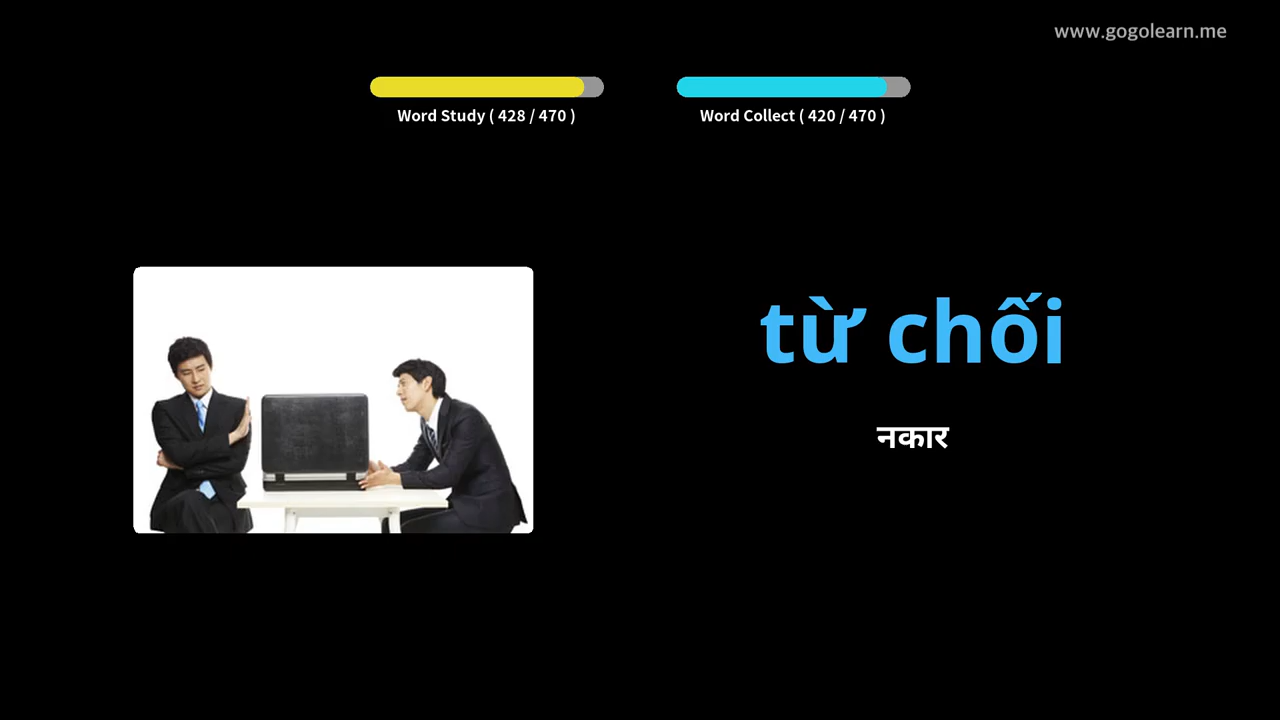 www.gogolearn.me
Word Study ( 428 / 470 )
Word Collect ( 420 / 470 )
từ chối
नकार